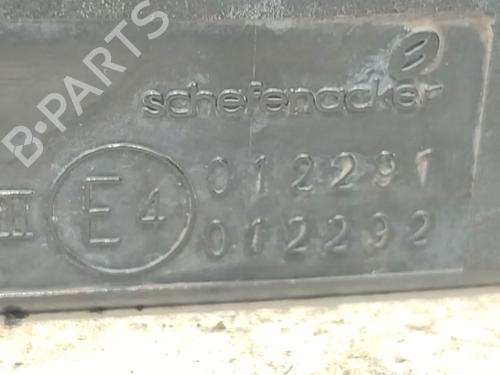 B-PARTS
schefenacker
012291
III E4
012292